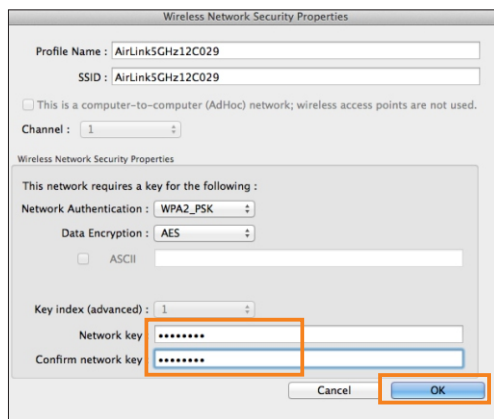 Wireless Network Security Properties
Profile Name : AirLink5GHz12C029
SSID : AirLink5GHz12C029
This is a computer-to-computer (AdHoc) network; wireless access points are not used.
Channel : 1
Wireless Network Security Properties
This network requires a key for the following :
Network Authentication : WPA2_PSK
Data Encryption : AES
ASCII
Key index (advanced) : 1
Network key ••••••••
Confirm network key ••••••••
Cancel OK